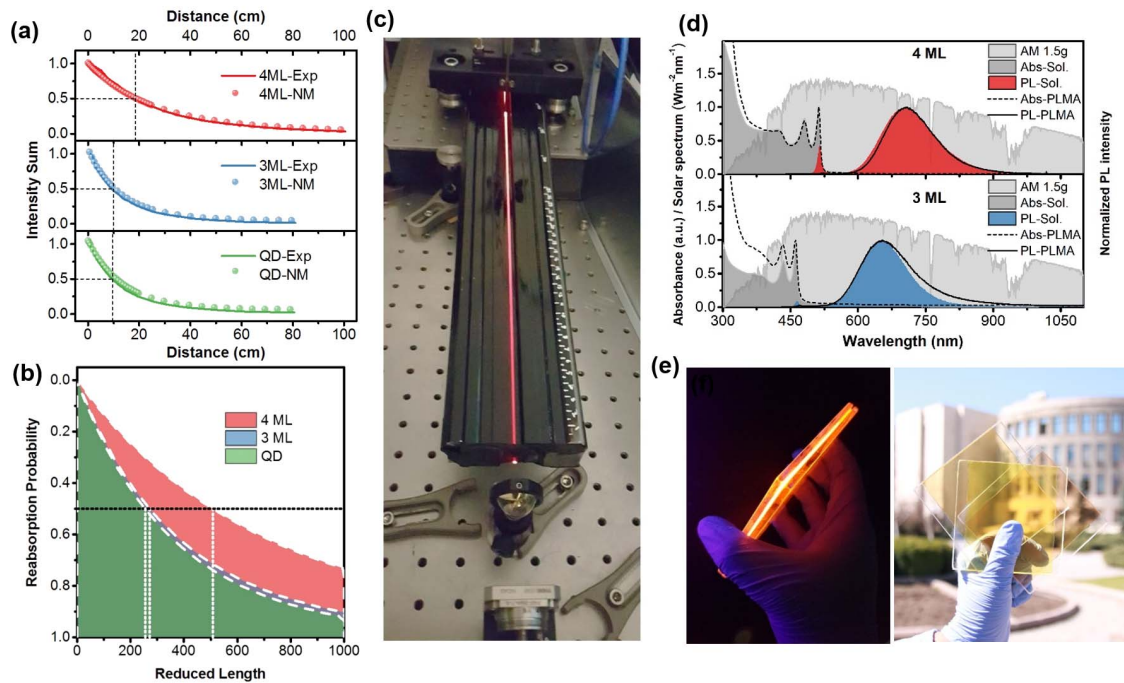 (a)
Distance (cm)
0 20 40 60 80 100
1.0
0.5
0.0
4ML-Exp
4ML-NM
Intensity Sum
1.0
0.5
0.0
3ML-Exp
3ML-NM
1.0
0.5
0.0
QD-Exp
QD-NM
0 20 40 60 80 100
Distance (cm)
(b)
Reabsorption Probability
0.0
0.2
0.4
0.6
0.8
1.0
4 ML
3 ML
QD
0 200 400 600 800 1000
Reduced Length
(c)
(d)
Absorbance (a.u.) / Solar spectrum (Wm⁻²nm⁻¹)
1.5
1.0
0.5
0.0
4 ML
AM 1.5g
Abs-Sol.
PL-Sol.
Abs-PLMA
PL-PLMA
1.5
1.0
0.5
0.0
3 ML
AM 1.5g
Abs-Sol.
PL-Sol.
Abs-PLMA
PL-PLMA
Normalized PL intensity
300 450 600 750 900 1100
Wavelength (nm)
(e)